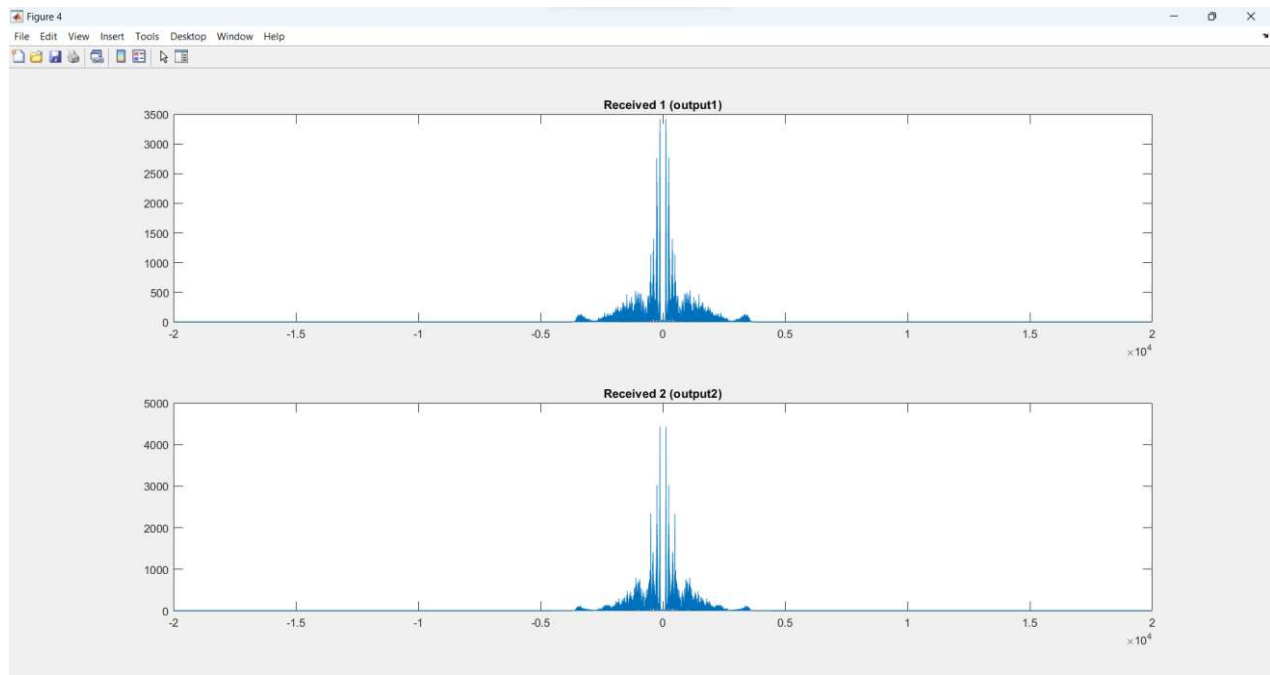 Figure 4
File Edit View Insert Tools Desktop Window Help
Received 1 (output1)
3500
3000
2500
2000
1500
1000
500
0
-2 -1.5 -1 -0.5 0 0.5 1 1.5 2
×10⁴
Received 2 (output2)
5000
4000
3000
2000
1000
0
-2 -1.5 -1 -0.5 0 0.5 1 1.5 2
×10⁴